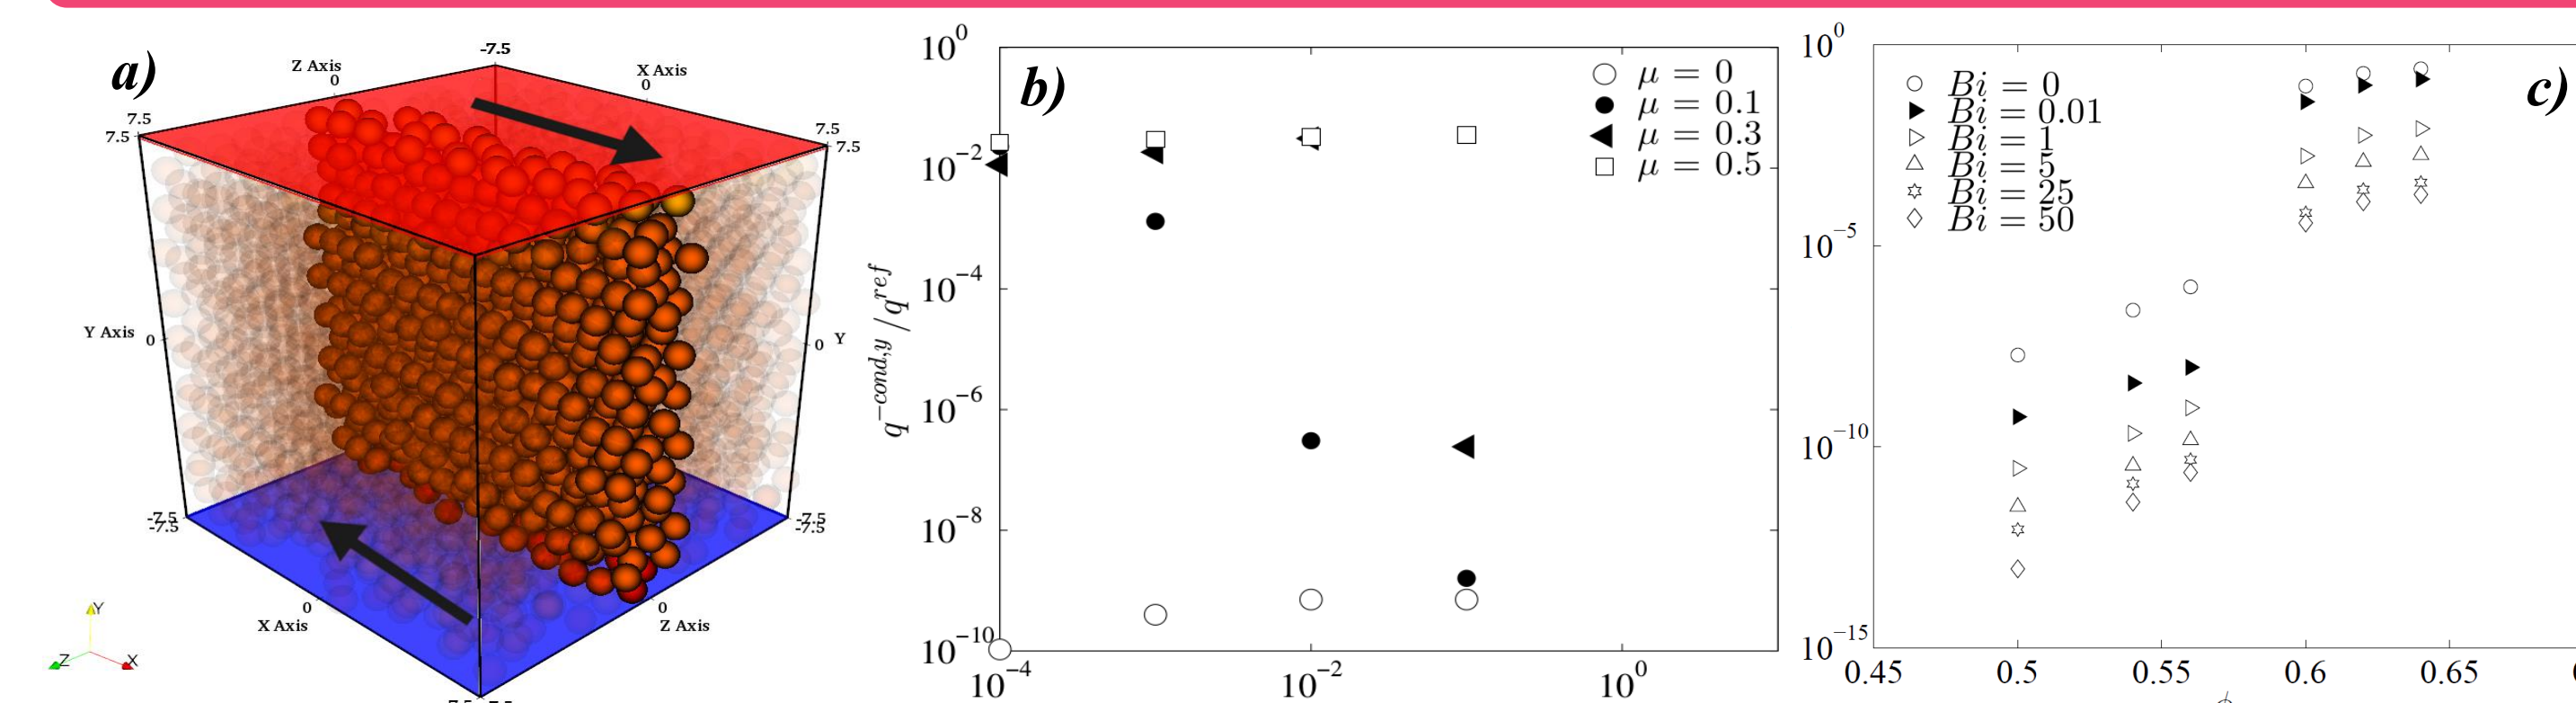 a)
-7.5
Z Axis
0
X Axis
0
7.5
7.5
7.5
7.5
Y Axis
0
0
Y
-7.5
-7.5
-7.5
-7.5
0
X Axis
0
Z Axis
Y
Z
X
b)
10^0
10^-2
10^-4
10^-6
10^-8
10^-10
q^-cond,y / q^ref
μ = 0
μ = 0.1
μ = 0.3
μ = 0.5
10^-4
10^-2
10^0
c)
10^0
10^-5
10^-10
10^-15
Bi = 0
Bi = 0.01
Bi = 1
Bi = 5
Bi = 25
Bi = 50
0.45
0.5
0.55
0.6
0.65